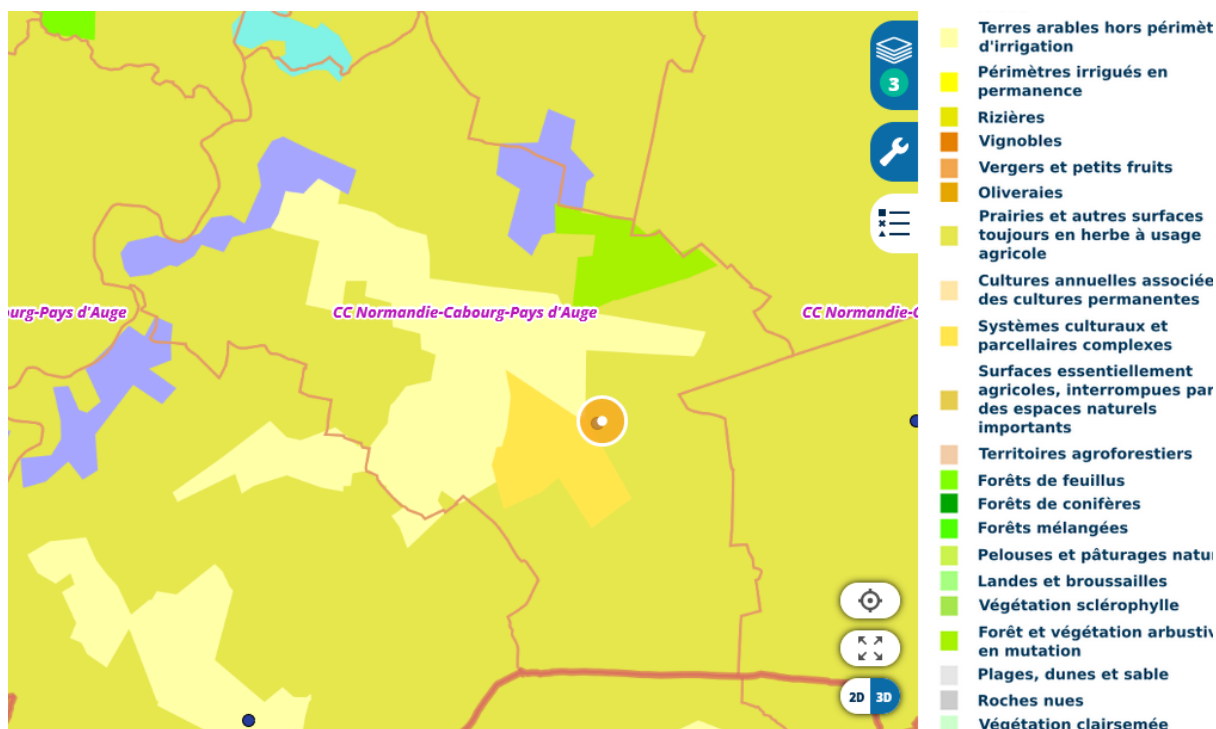 3
ourg-Pays d'Auge
CC Normandie-Cabourg-Pays d'Auge
CC Normandie-C
2D 3D
Terres arables hors périmèt
d'irrigation
Périmètres irrigués en
permanence
Rizières
Vignobles
Vergers et petits fruits
Oliveraies
Prairies et autres surfaces
toujours en herbe à usage
agricole
Cultures annuelles associée
des cultures permanentes
Systèmes culturaux et
parcellaires complexes
Surfaces essentiellement
agricoles, interrompues par
des espaces naturels
importants
Territoires agroforestiers
Forêts de feuillus
Forêts de conifères
Forêts mélangées
Pelouses et pâturages natur
Landes et broussailles
Végétation sclérophylle
Forêt et végétation arbustiv
en mutation
Plages, dunes et sable
Roches nues
Végétation clairsemée